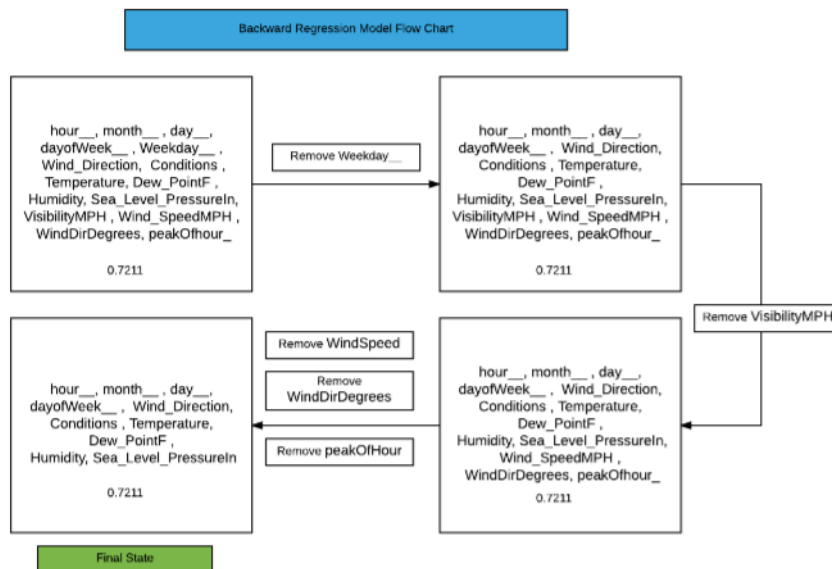 Backward Regression Model Flow Chart
hour__, month__ , day__,
dayofWeek__ , Weekday__ ,
Wind_Direction, Conditions ,
Temperature, Dew_PointF ,
Humidity, Sea_Level_PressureIn,
VisibilityMPH , Wind_SpeedMPH ,
WindDirDegrees, peakOfhour_
0.7211
Remove Weekday__
hour__, month__ , day__,
dayofWeek__ , Wind_Direction,
Conditions , Temperature,
Dew_PointF ,
Humidity, Sea_Level_PressureIn,
VisibilityMPH , Wind_SpeedMPH ,
WindDirDegrees, peakOfhour_
0.7211
Remove VisibilityMPH
hour__, month__ , day__,
dayofWeek__ , Wind_Direction,
Conditions , Temperature,
Dew_PointF ,
Humidity, Sea_Level_PressureIn,
Wind_SpeedMPH ,
WindDirDegrees, peakOfhour_
0.7211
Remove WindSpeed
Remove
WindDirDegrees
Remove peakOfHour
hour__, month__ , day__,
dayofWeek__ , Wind_Direction,
Conditions , Temperature,
Dew_PointF ,
Humidity, Sea_Level_PressureIn
0.7211
Final State